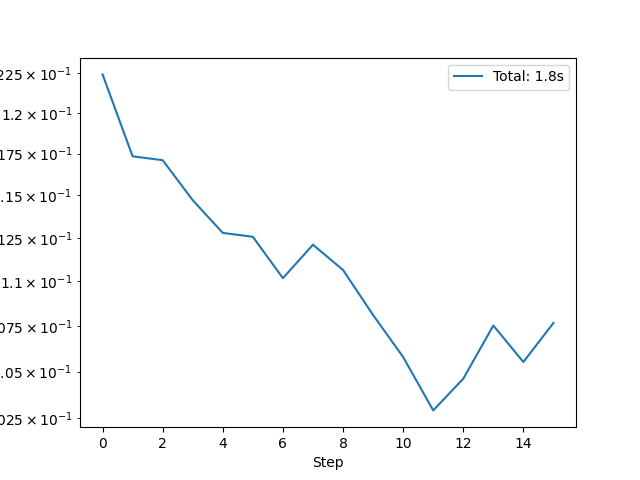 225 × 10⁻¹
Total: 1.8s
1.2 × 10⁻¹
175 × 10⁻¹
.15 × 10⁻¹
125 × 10⁻¹
1.1 × 10⁻¹
075 × 10⁻¹
.05 × 10⁻¹
025 × 10⁻¹
0 2 4 6 8 10 12 14
Step